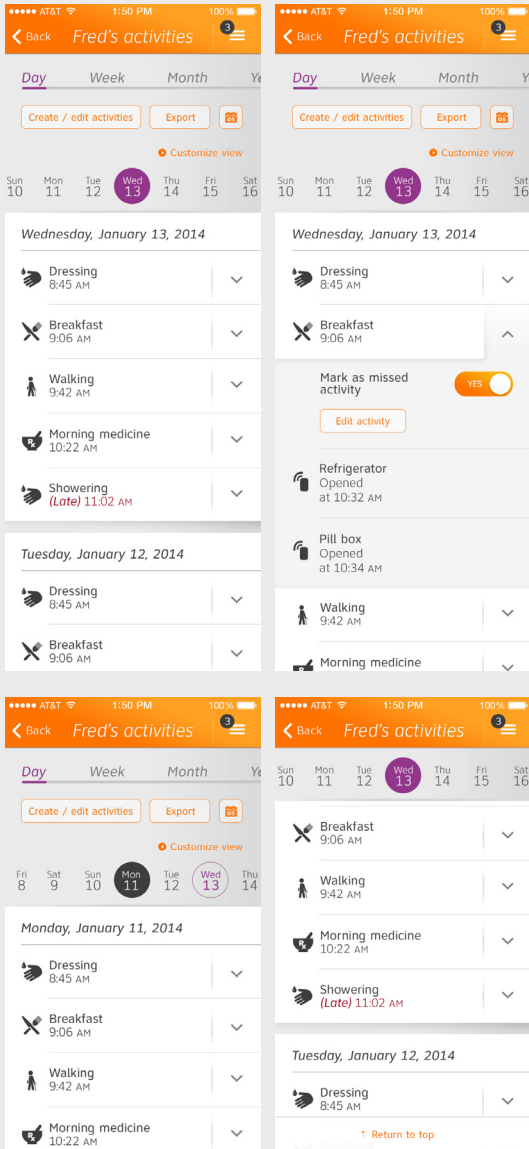 AT&T 1:50 PM 100%
3
Back Fred's activities
Day Week Month Ye
Create / edit activities Export 05
Customize view
Sun Mon Tue Wed Thu Fri Sat
10 11 12 13 14 15 16
Wednesday, January 13, 2014
Dressing
8:45 AM
Breakfast
9:06 AM
Walking
9:42 AM
Rx Morning medicine
10:22 AM
Showering
(Late) 11:02 AM
Tuesday, January 12, 2014
Dressing
8:45 AM
Breakfast
9:06 AM
AT&T 1:50 PM 100%
3
Back Fred's activities
Day Week Month Y
Create / edit activities Export 05
Customize view
Sun Mon Tue Wed Thu Fri Sat
10 11 12 13 14 15 16
Wednesday, January 13, 2014
Dressing
8:45 AM
Breakfast
9:06 AM
Mark as missed
activity
YES
Edit activity
Refrigerator
Opened
at 10:32 AM
Pill box
Opened
at 10:34 AM
Walking
9:42 AM
Morning medicine
AT&T 1:50 PM 100%
3
Back Fred's activities
Day Week Month Ye
Create / edit activities Export 05
Customize view
Fri Sat Sun Mon Tue Wed Thu
8 9 10 11 12 13 14
Monday, January 11, 2014
Dressing
8:45 AM
Breakfast
9:06 AM
Walking
9:42 AM
Rx Morning medicine
10:22 AM
AT&T 1:50 PM 100%
3
Back Fred's activities
Sun Mon Tue Wed Thu Fri Sat
10 11 12 13 14 15 16
Breakfast
9:06 AM
Walking
9:42 AM
Rx Morning medicine
10:22 AM
Showering
(Late) 11:02 AM
Tuesday, January 12, 2014
Dressing
8:45 AM
↑ Return to top